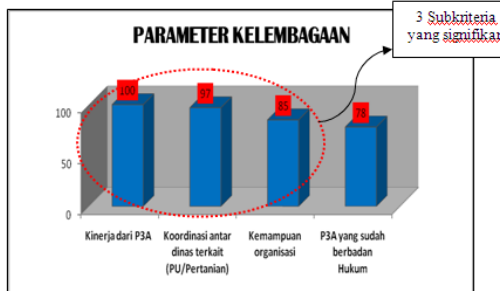 3 Subkriteria
yang signifikan
PARAMETER KELEMBAGAAN
100
97
85
78
100
50
0
Kinerja dari P3A
Koordinasi antar
dinas terkait
(PU/Pertanian)
Kemampuan
organisasi
P3A yang sudah
berbadan
Hukum